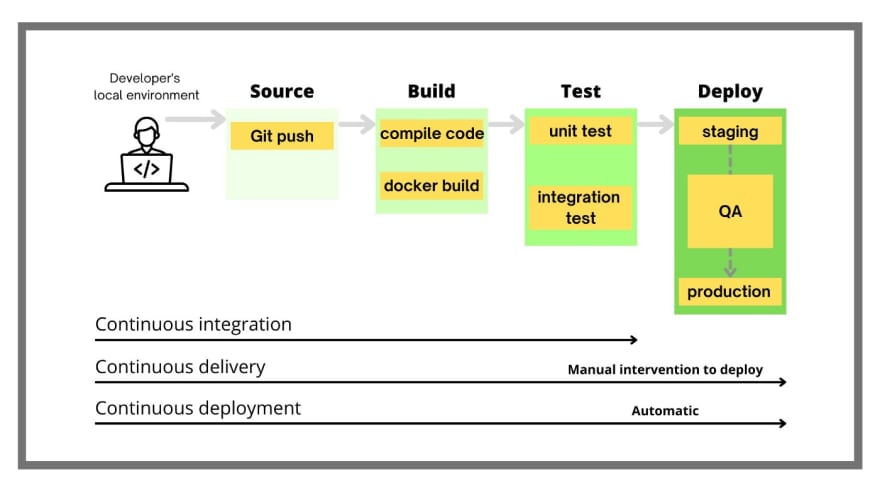 Developer's
local environment
Source
Build
Test
Deploy
</>
Git push
compile code
docker build
unit test
integration
test
staging
QA
production
Continuous integration
Continuous delivery
Manual intervention to deploy
Continuous deployment
Automatic